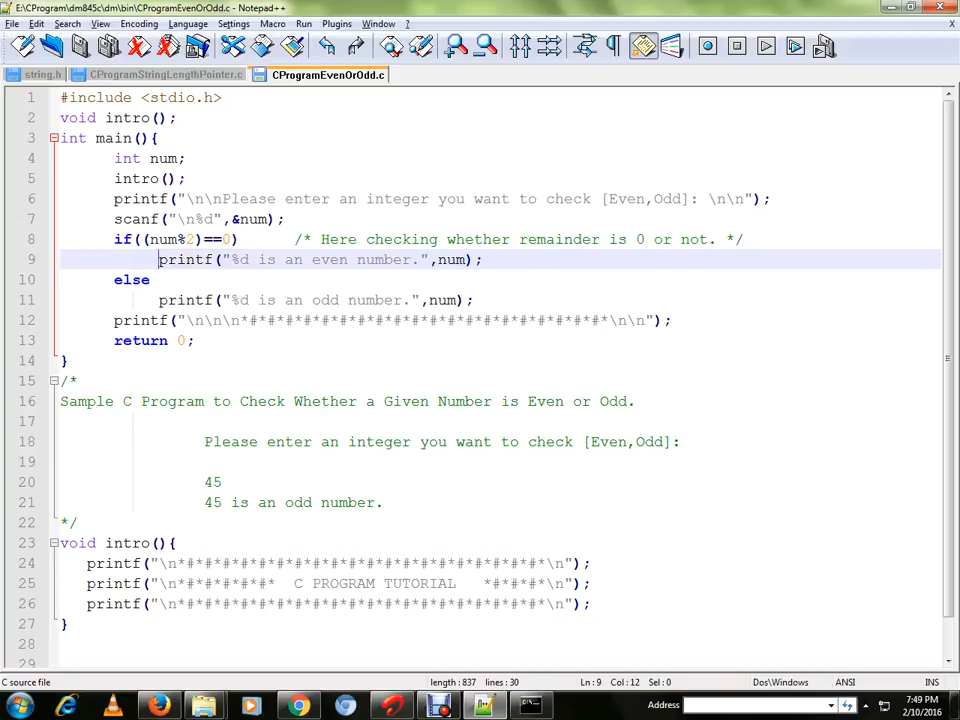 E:\CProgram\dm845c\dm\bin\CProgramEvenOrOdd.c - Notepad++
File Edit Search View Encoding Language Settings Macro Run Plugins Window ?
string.h CProgramStringLengthPointer.c CProgramEvenOrOdd.c
1 #include <stdio.h>
2 void intro();
3 int main(){
4 int num;
5 intro();
6 printf("\n\nPlease enter an integer you want to check [Even,Odd]: \n\n");
7 scanf("\n%d",&num);
8 if((num%2)==0) /* Here checking whether remainder is 0 or not. */
9 printf("%d is an even number.",num);
10 else
11 printf("%d is an odd number.",num);
12 printf("\n\n\n*#*#*#*#*#*#*#*#*#*#*#*#*#*#*#*#*#*#*#*#*\n\n");
13 return 0;
14 }
15 /*
16 Sample C Program to Check Whether a Given Number is Even or Odd.
17
18 Please enter an integer you want to check [Even,Odd]:
19
20 45
21 45 is an odd number.
22 */
23 void intro(){
24 printf("\n*#*#*#*#*#*#*#*#*#*#*#*#*#*#*#*#*#*#*#*#*\n");
25 printf("\n*#*#*#*#*#* C PROGRAM TUTORIAL *#*#*#*\n");
26 printf("\n*#*#*#*#*#*#*#*#*#*#*#*#*#*#*#*#*#*#*#*#*\n");
27 }
28
29
C source file length : 837 lines : 30 Ln : 9 Col : 12 Sel : 0 Dos\Windows ANSI INS
Address 7:49 PM
2/10/2016